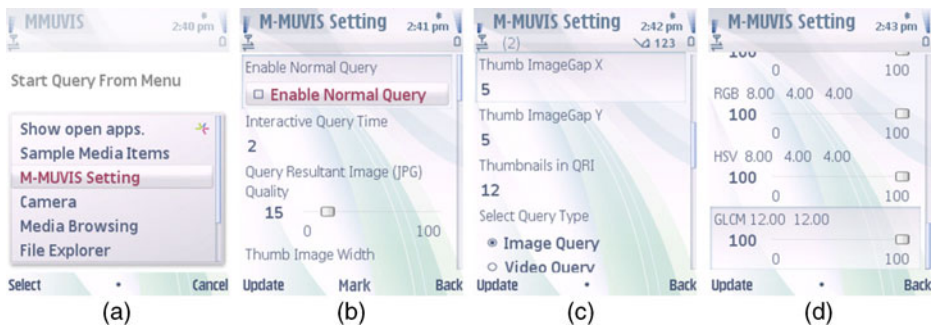 MMUVIS 2:40 pm
Start Query From Menu
Show open apps.
Sample Media Items
M-MUVIS Setting
Camera
Media Browsing
File Explorer
Select Cancel
(a)
M-MUVIS Setting 2:41 pm
Enable Normal Query
Enable Normal Query
Interactive Query Time
2
Query Resultant Image (JPG)
Quality
15
0 100
Thumb Image Width
Update Mark Back
(b)
M-MUVIS Setting 2:42 pm
(2) 123
Thumb ImageGap X
5
Thumb ImageGap Y
5
Thumbnails in QRI
12
Select Query Type
Image Query
Video Query
Update Back
(c)
M-MUVIS Setting 2:43 pm
100
0 100
RGB 8.00 4.00 4.00
100
0 100
HSV 8.00 4.00 4.00
100
0 100
GLCM 12.00 12.00
100
0 100
Update Back
(d)